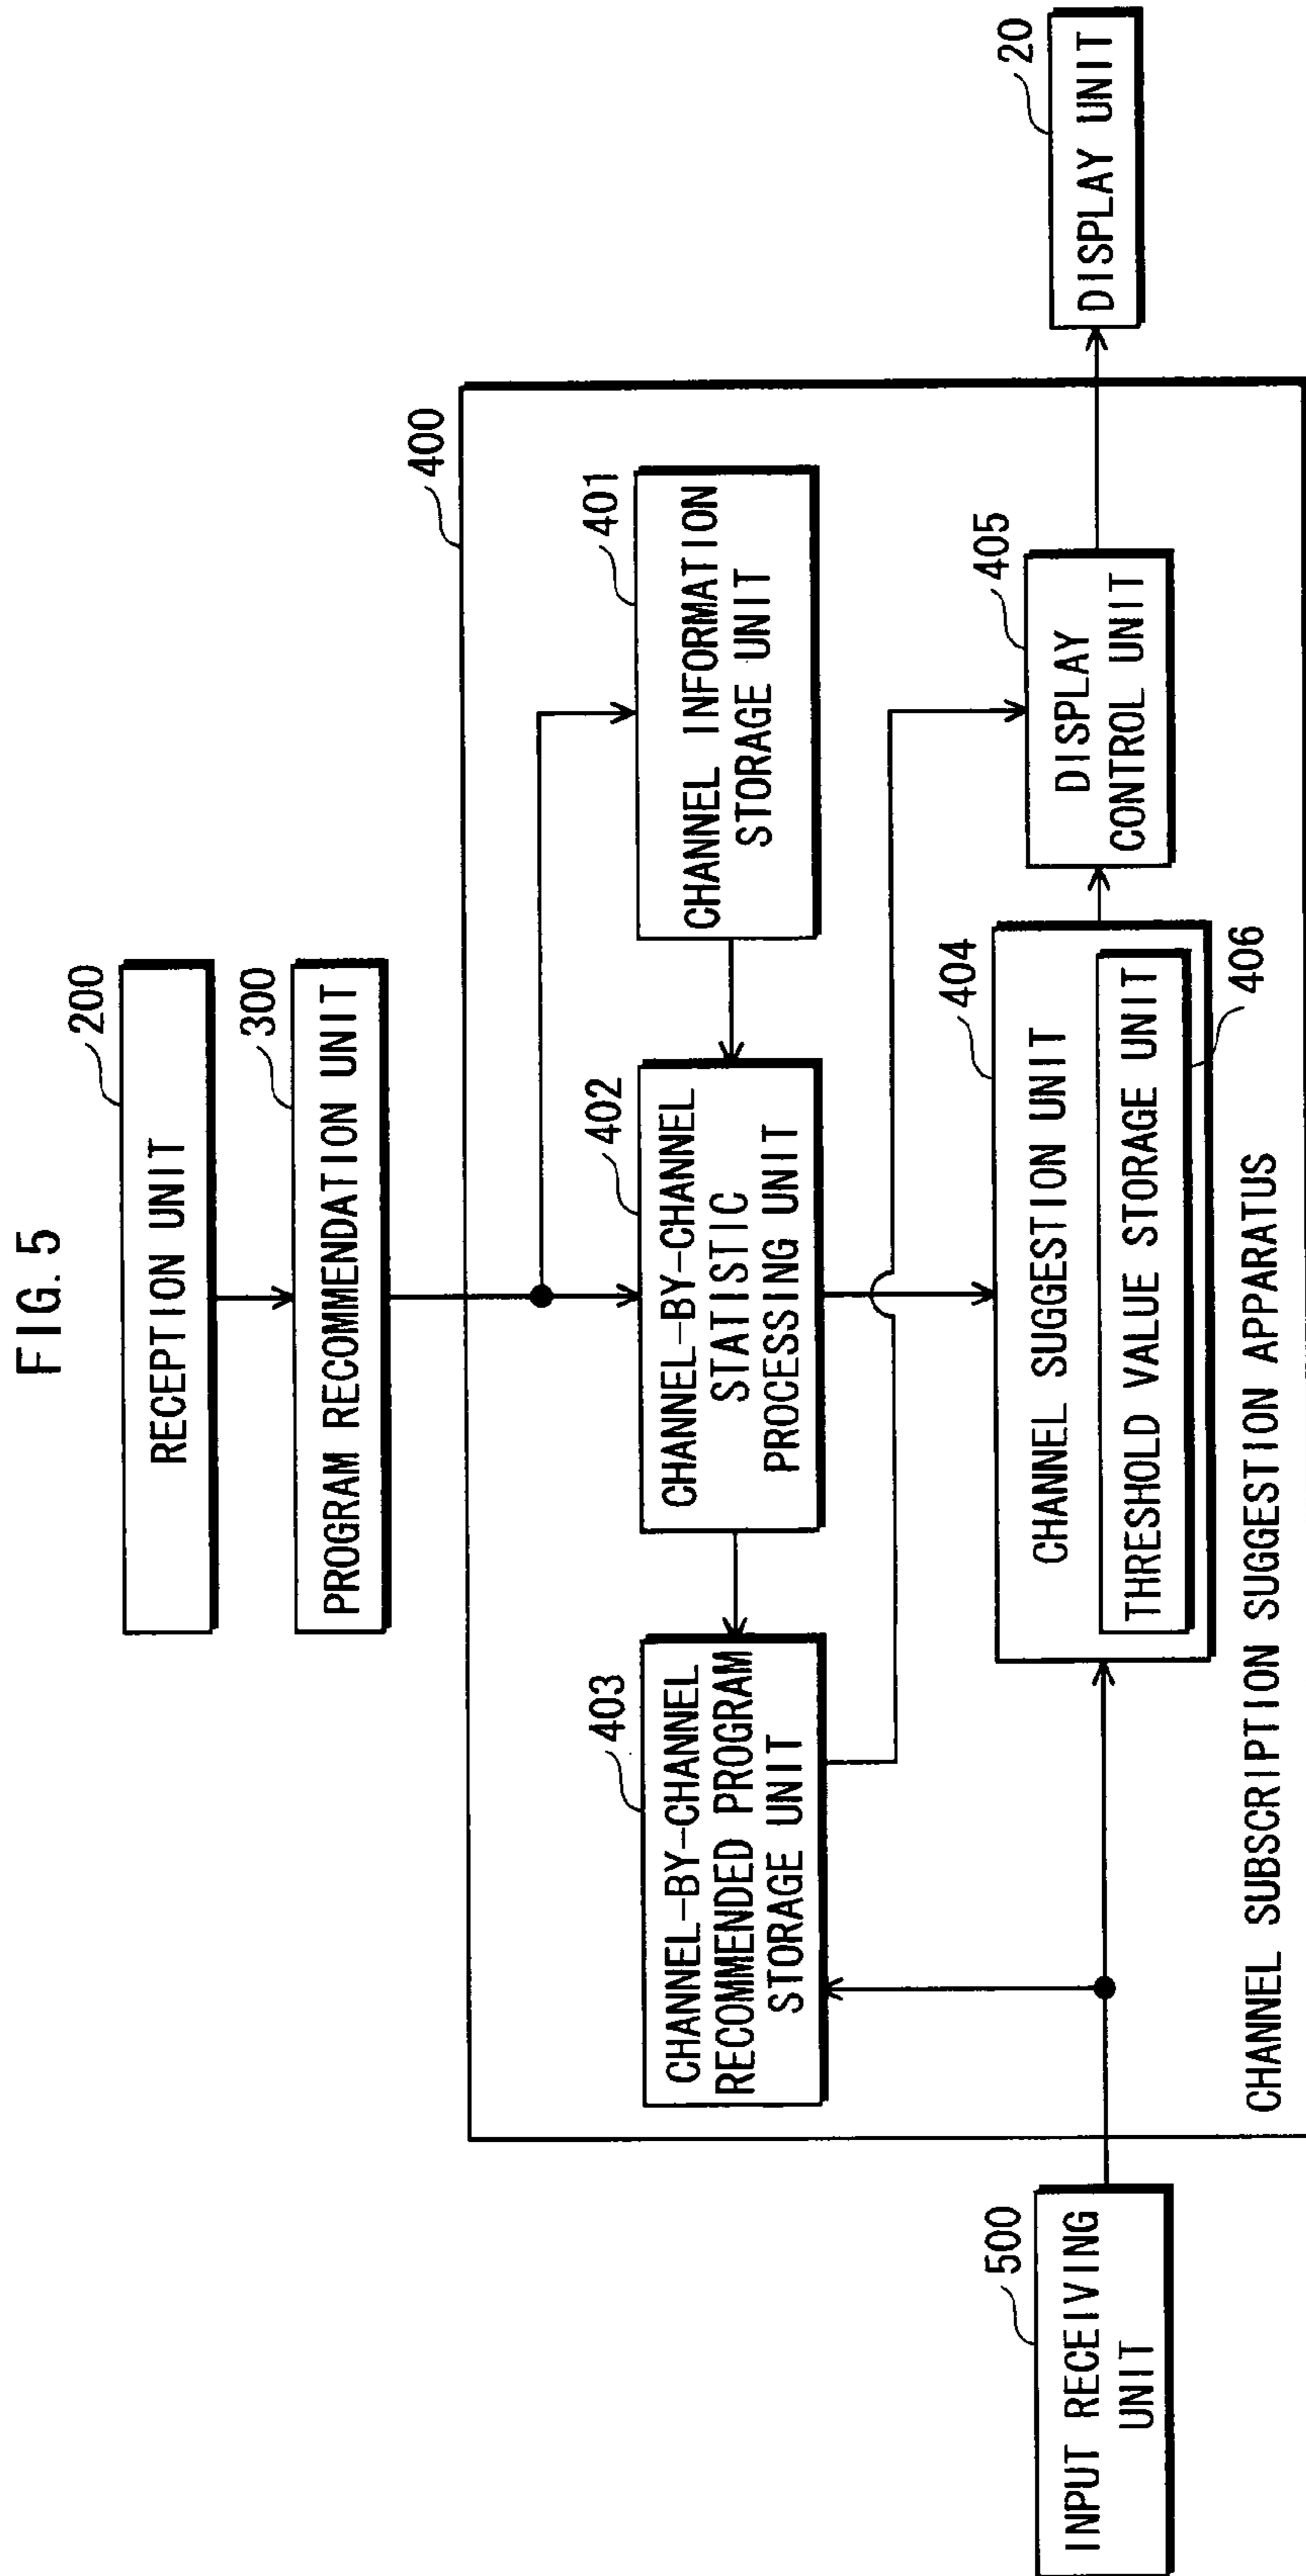 FIG. 5
200
RECEPTION UNIT
300
PROGRAM RECOMMENDATION UNIT
400
403
CHANNEL-BY-CHANNEL
RECOMMENDED PROGRAM
STORAGE UNIT
402
CHANNEL-BY-CHANNEL
STATISTIC
PROCESSING UNIT
401
CHANNEL INFORMATION
STORAGE UNIT
500
INPUT RECEIVING
UNIT
404
CHANNEL SUGGESTION UNIT
THRESHOLD VALUE STORAGE UNIT
406
405
DISPLAY
CONTROL UNIT
20
DISPLAY UNIT
CHANNEL SUBSCRIPTION SUGGESTION APPARATUS